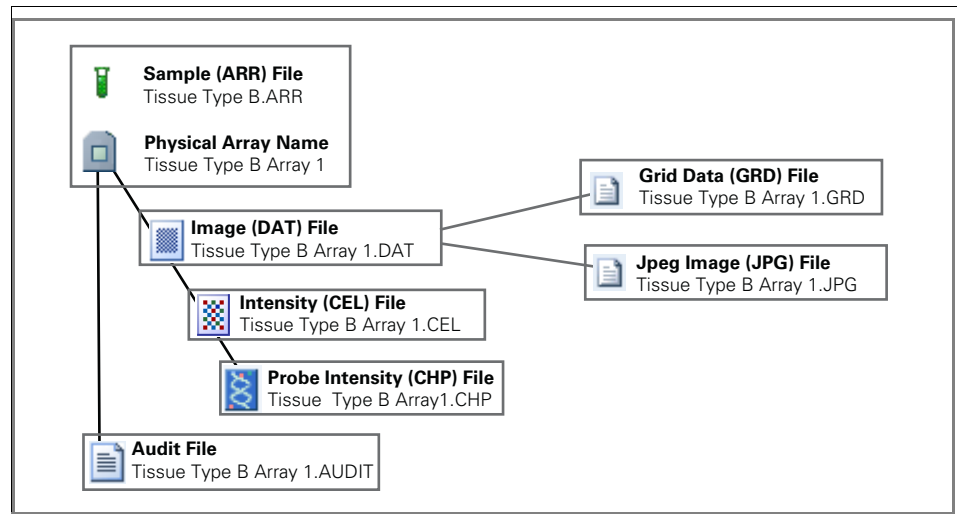 Sample (ARR) File
Tissue Type B.ARR
Physical Array Name
Tissue Type B Array 1
Grid Data (GRD) File
Tissue Type B Array 1.GRD
Image (DAT) File
Tissue Type B Array 1.DAT
Jpeg Image (JPG) File
Tissue Type B Array 1.JPG
Intensity (CEL) File
Tissue Type B Array 1.CEL
Probe Intensity (CHP) File
Tissue  Type B Array1.CHP
Audit File
Tissue Type B Array 1.AUDIT